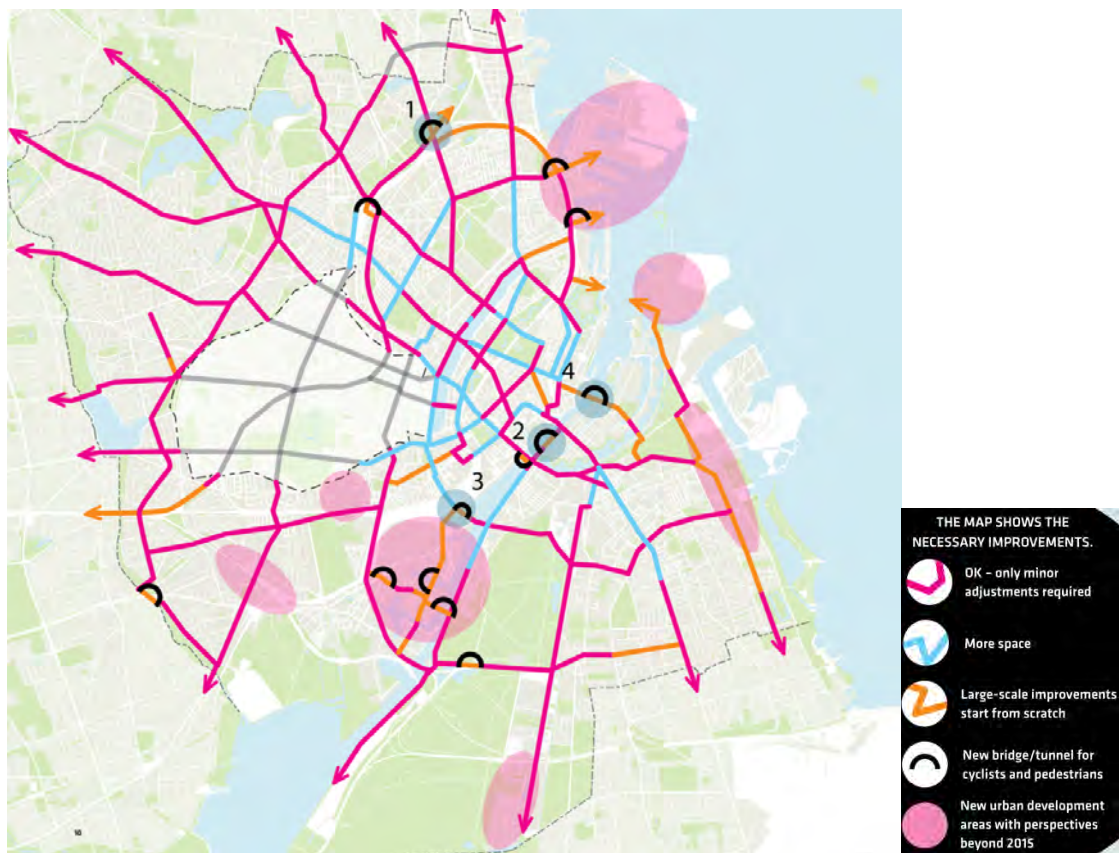 1
4
2
3
10
THE MAP SHOWS THE
NECESSARY IMPROVEMENTS.
OK – only minor
adjustments required
More space
Large-scale improvements
start from scratch
New bridge/tunnel for
cyclists and pedestrians
New urban development
areas with perspectives
beyond 2015